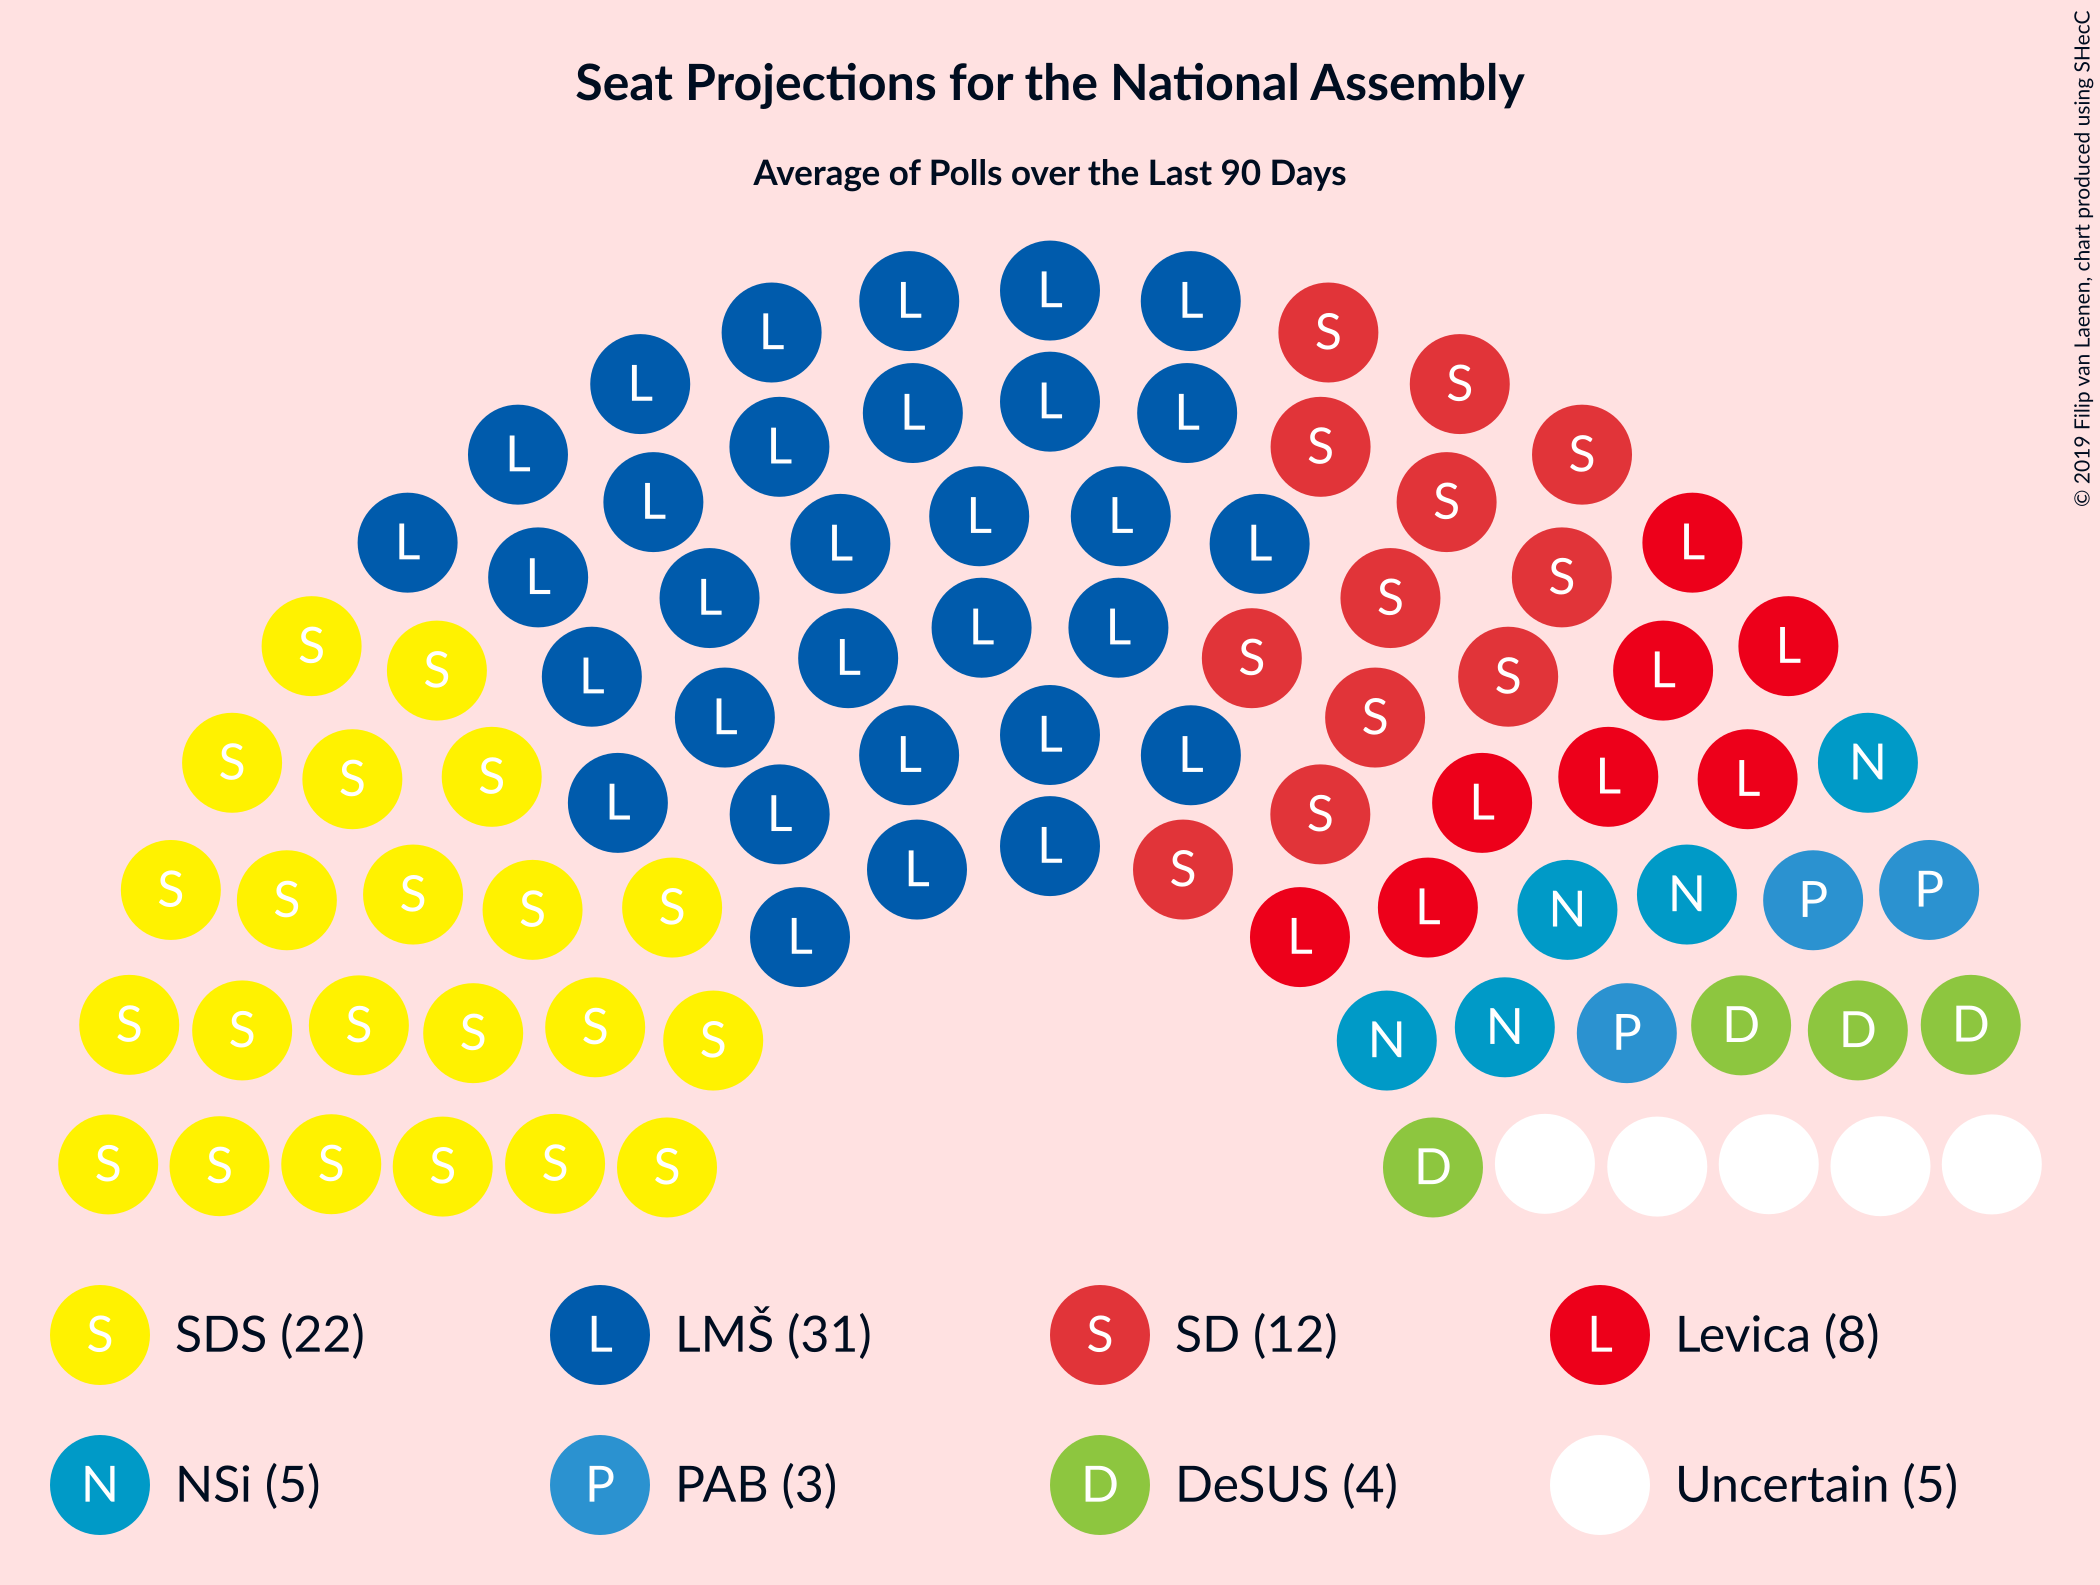 Seat Projections for the National Assembly
Average of Polls over the Last 90 Days
© 2019 Filip van Laenen, chart produced using SHecC
L L L
L L
S
L L L
L S
L S
L L S
L S
L L L L
L L
L S S
L L L
S L S
S L S L
L L S
L L L
S S L L N
S S S L
L S L
L L
S S S S S L L S L N N P P
L L
S S S S S S N N P D D D
S S S S S S D
S SDS (22) L LMŠ (31) S SD (12) L Levica (8)
N NSi (5) P PAB (3) D DeSUS (4) Uncertain (5)